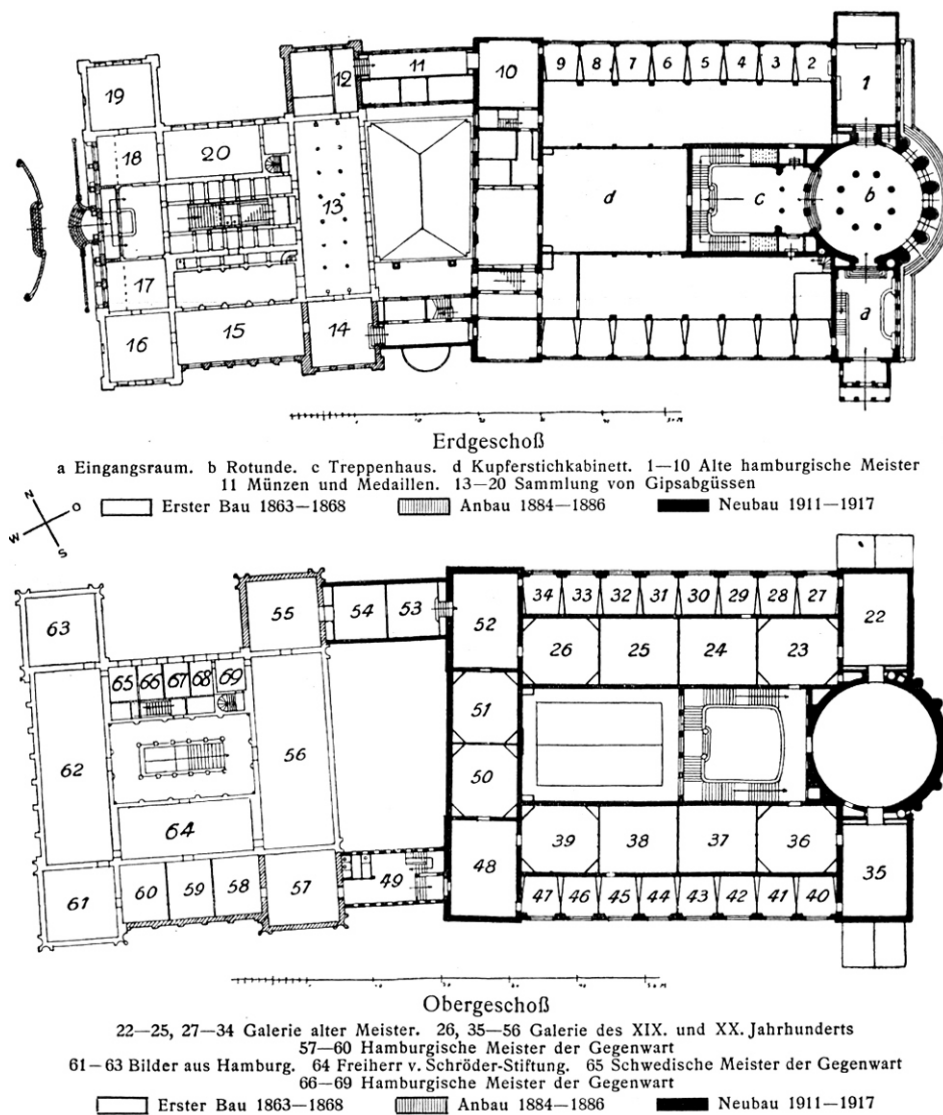 19
12
11
10
9 8 7 6 5 4 3 2
1
18
20
13
d
c
b
17
15
14
16
a
Erdgeschoß
a Eingangsraum. b Rotunde. c Treppenhaus. d Kupferstichkabinett. 1—10 Alte hamburgische Meister
11 Münzen und Medaillen. 13—20 Sammlung von Gipsabgüssen
Erster Bau 1863—1868 Anbau 1884—1886 Neubau 1911—1917
N
O
W
S
63
55
54 53
52
34 33 32 31 30 29 28 27
22
26 25 24 23
65 66 67 68 69
62
56
51
50
64
39 38 37 36
61
60 59 58
57
49
48
47 46 45 44 43 42 41 40
35
Obergeschoß
22—25, 27—34 Galerie alter Meister. 26, 35—56 Galerie des XIX. und XX. Jahrhunderts
57—60 Hamburgische Meister der Gegenwart
61—63 Bilder aus Hamburg. 64 Freiherr v. Schröder-Stiftung. 65 Schwedische Meister der Gegenwart
66—69 Hamburgische Meister der Gegenwart
Erster Bau 1863—1868 Anbau 1884—1886 Neubau 1911—1917